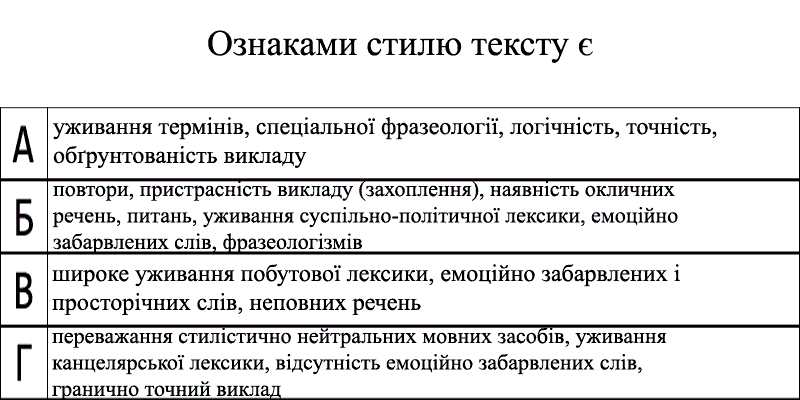 Ознаками стилю тексту є
А
уживання термінів, спеціальної фразеології, логічність, точність,
обґрунтованість викладу
Б
повтори, пристрасність викладу (захоплення), наявність окличних
речень, питань, уживання суспільно-політичної лексики, емоційно
забарвлених слів, фразеологізмів
В
широке уживання побутової лексики, емоційно забарвлених і
просторічних слів, неповних речень
Г
переважання стилістично нейтральних мовних засобів, уживання
канцелярської лексики, відсутність емоційно забарвлених слів,
гранично точний виклад